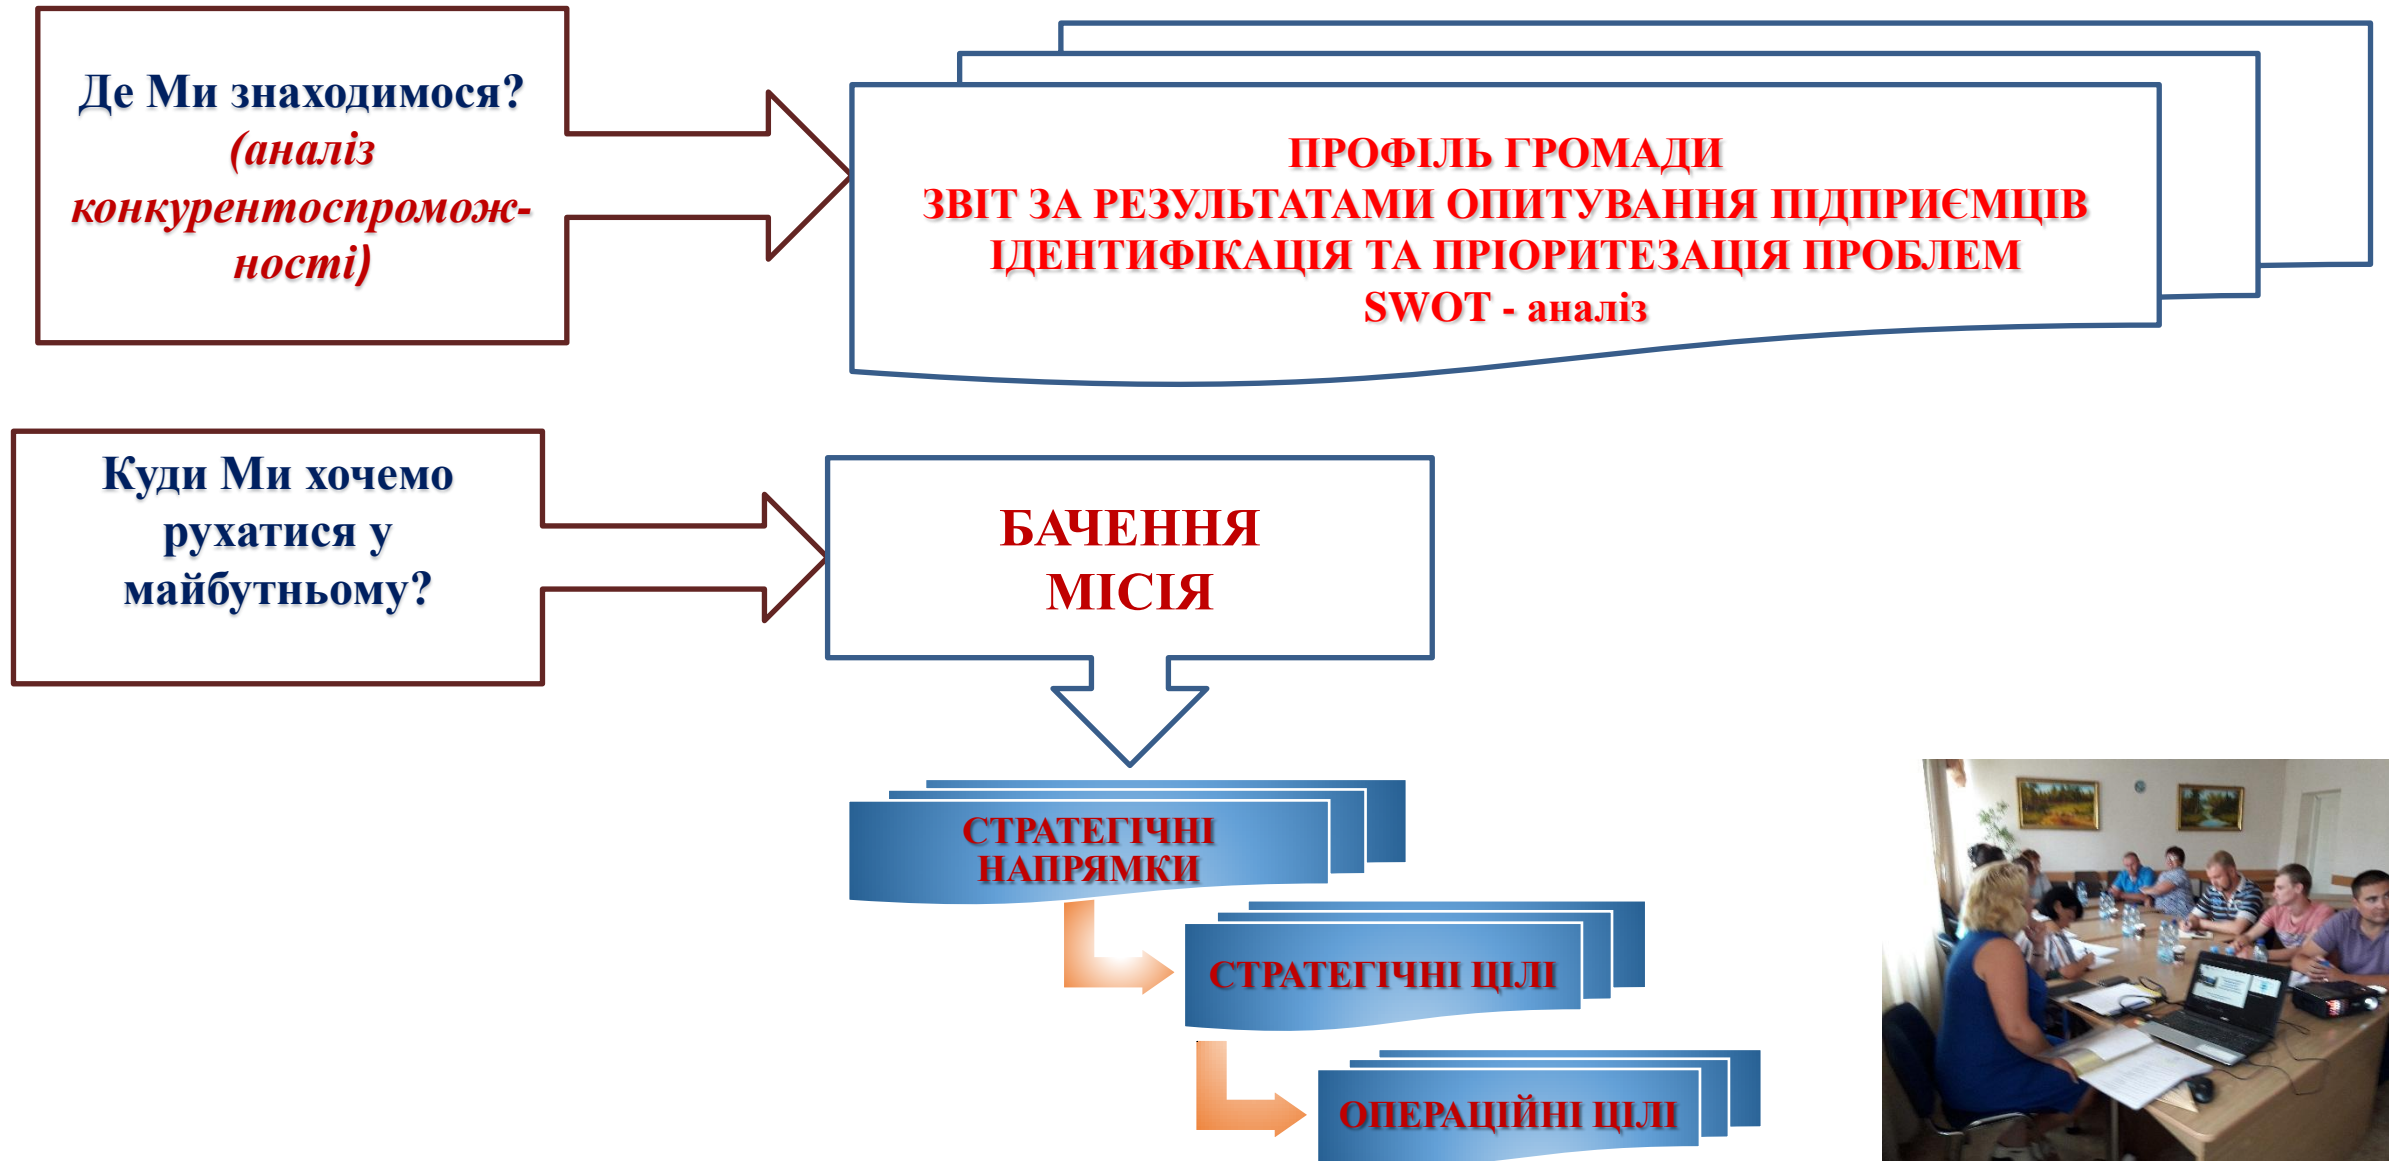 Де Ми знаходимося?
(аналіз
конкурентоспромож-
ності)
ПРОФІЛЬ ГРОМАДИ
ЗВІТ ЗА РЕЗУЛЬТАТАМИ ОПИТУВАННЯ ПІДПРИЄМЦІВ
ІДЕНТИФІКАЦІЯ ТА ПРІОРИТЕЗАЦІЯ ПРОБЛЕМ
SWOT - аналіз
Куди Ми хочемо
рухатися у
майбутньому?
БАЧЕННЯ
МІСІЯ
СТРАТЕГІЧНІ
НАПРЯМКИ
СТРАТЕГІЧНІ ЦІЛІ
ОПЕРАЦІЙНІ ЦІЛІ